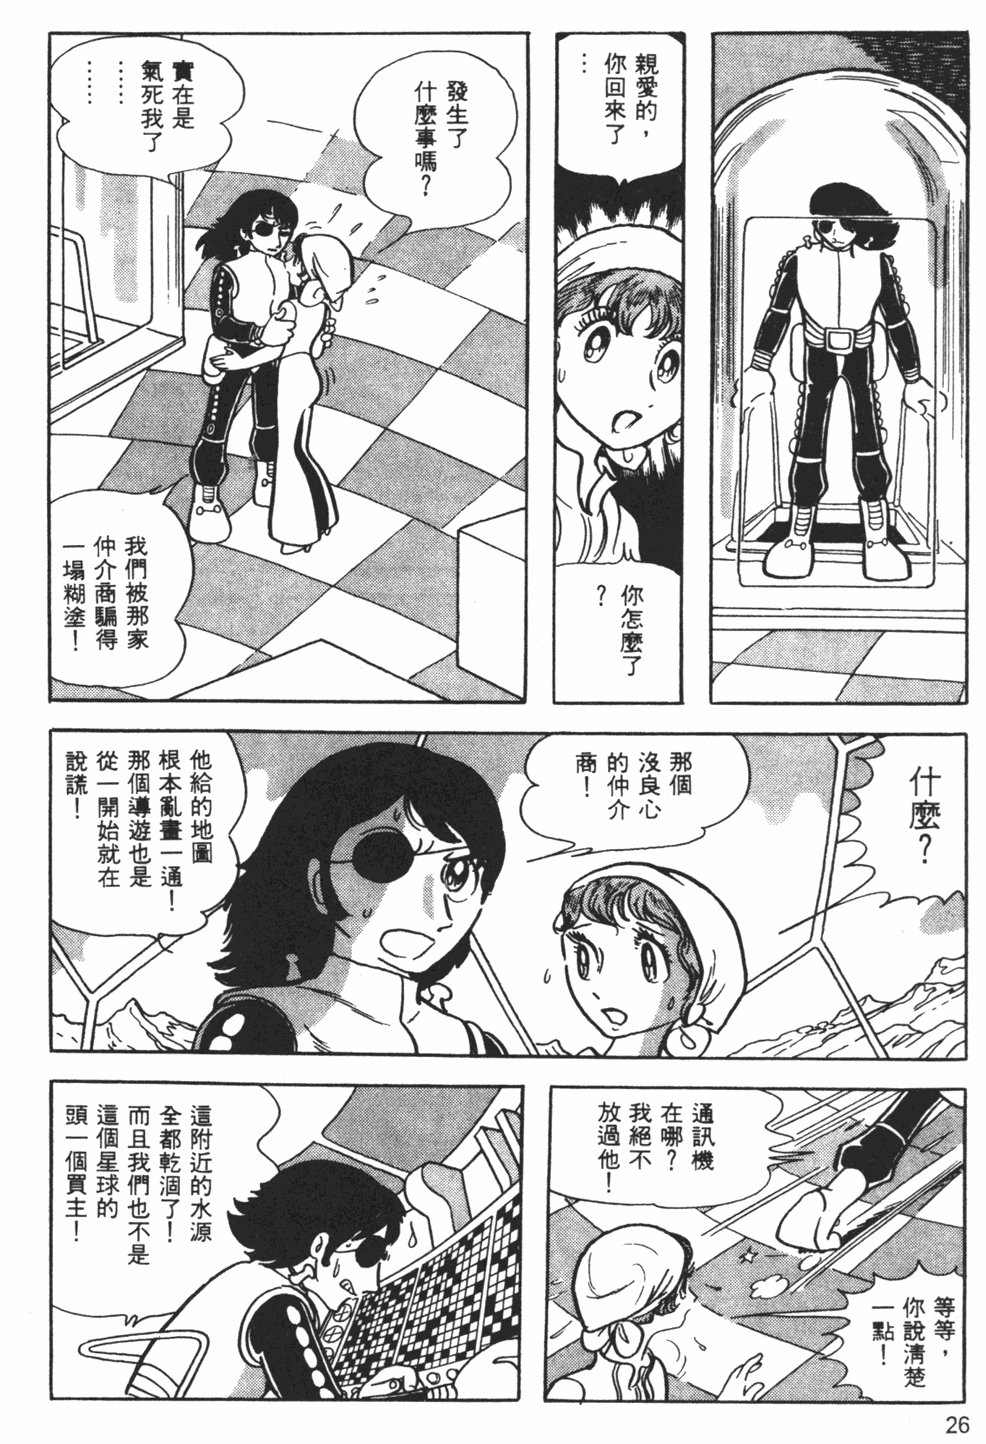 親愛的，
你回來了
⋯
你怎麼了
？
發生了
什麼事嗎？
實在是
氣死我了
⋯⋯
⋯⋯
我們被那家
仲介商騙得
一塌糊塗！
什麼？
那個
沒良心
的仲介
商！
他給的地圖
根本亂畫一通！
那個導遊也是
從一開始就在
說謊！
通訊機
在哪？
我絕不
放過他！
等等，
你說清楚
一點！
這附近的水源
全都乾涸了！
而且我們也不是
這個星球的
頭一個買主！
26